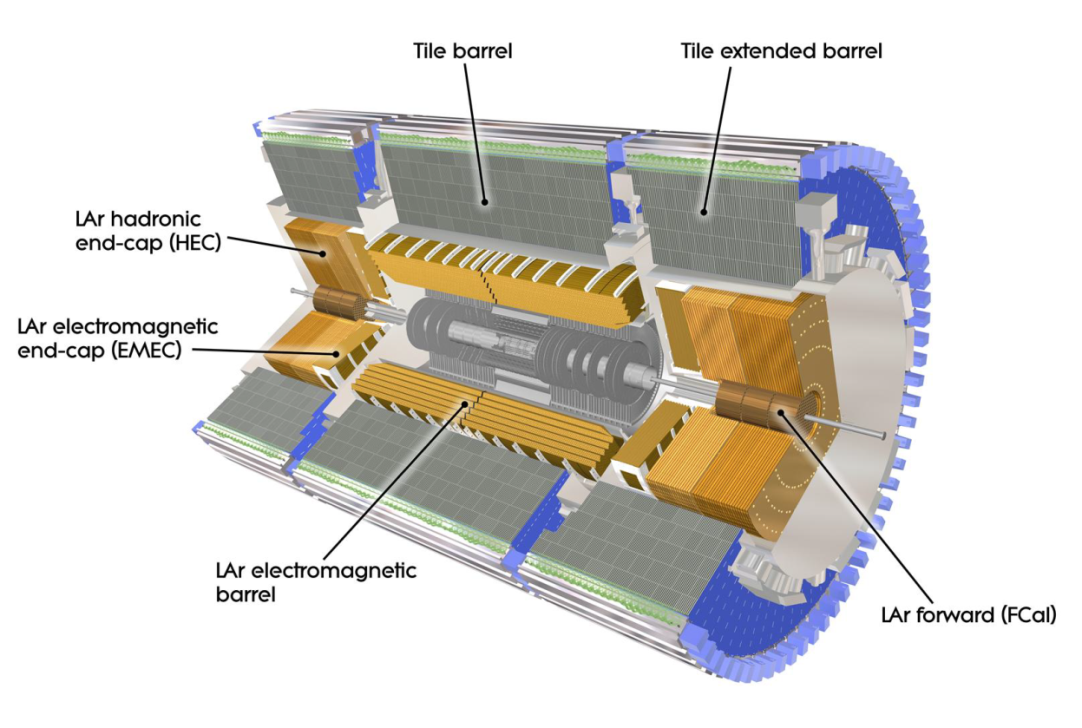 Tile barrel
Tile extended barrel
LAr hadronic
end-cap (HEC)
LAr electromagnetic
end-cap (EMEC)
LAr electromagnetic
barrel
LAr forward (FCal)